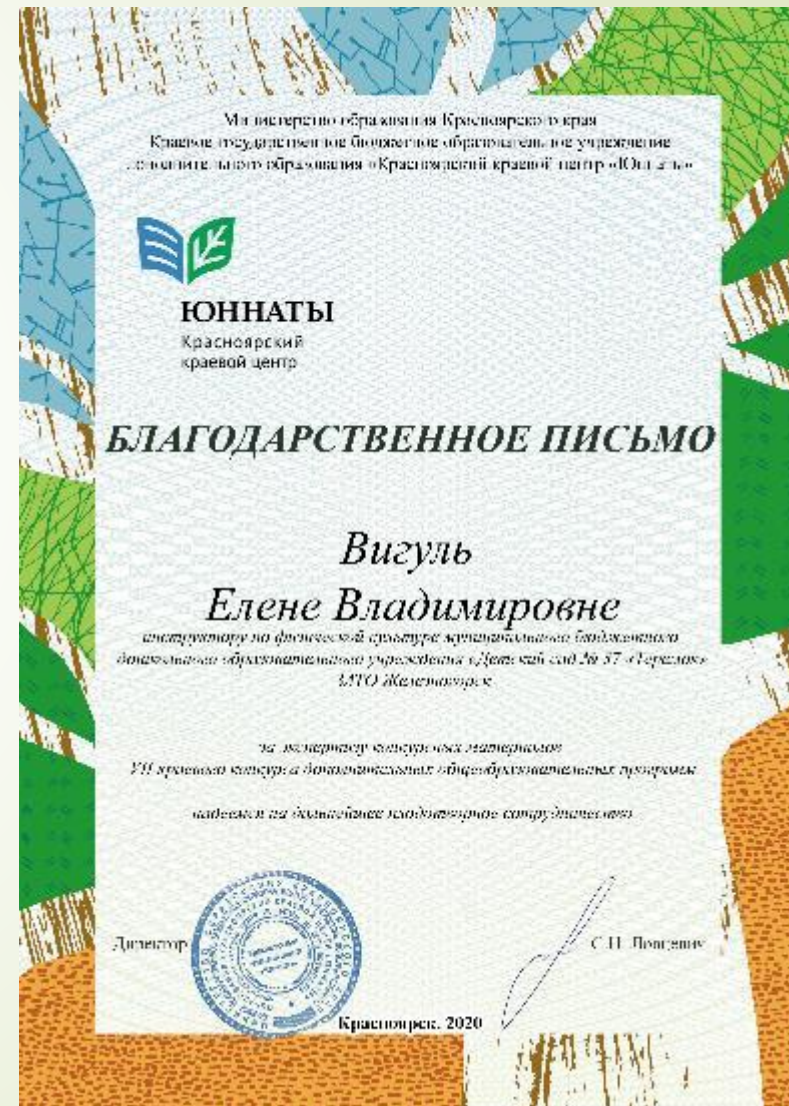 Министерство образования Красноярского края
Краевое государственное бюджетное образовательное учреждение
дополнительного образования «Красноярский краевой центр «Юннаты»
ЮННАТЫ
Красноярский
краевой центр
БЛАГОДАРСТВЕННОЕ ПИСЬМО
Вигуль
Елене Владимировне
инструктору по физической культуре муниципального бюджетного
дошкольного образовательного учреждения «Детский сад № 37 «Теремок»
ЗАТО Железногорск
за экспертизу конкурсных материалов
VII краевого конкурса дополнительных общеобразовательных программ
надеемся на дальнейшее плодотворное сотрудничество
Директор С.П.
Красноярск, 2020